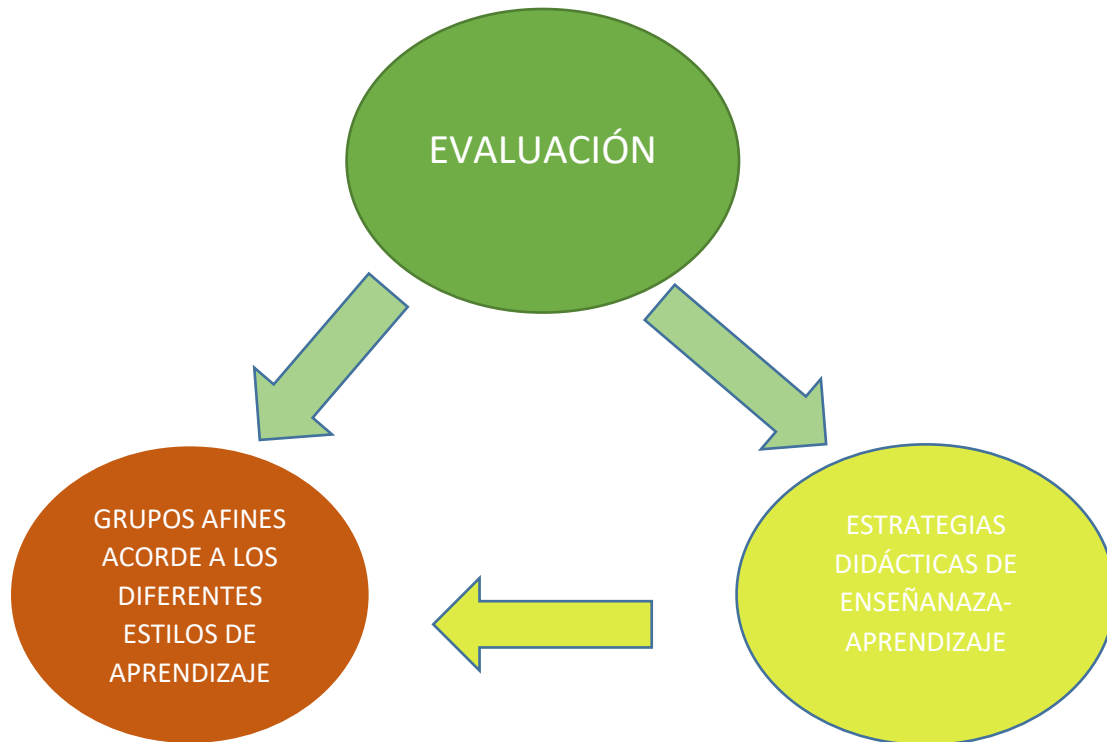 EVALUACIÓN
GRUPOS AFINES
ACORDE A LOS
DIFERENTES
ESTILOS DE
APRENDIZAJE
ESTRATEGIAS
DIDÁCTICAS DE
ENSEÑANAZA-
APRENDIZAJE